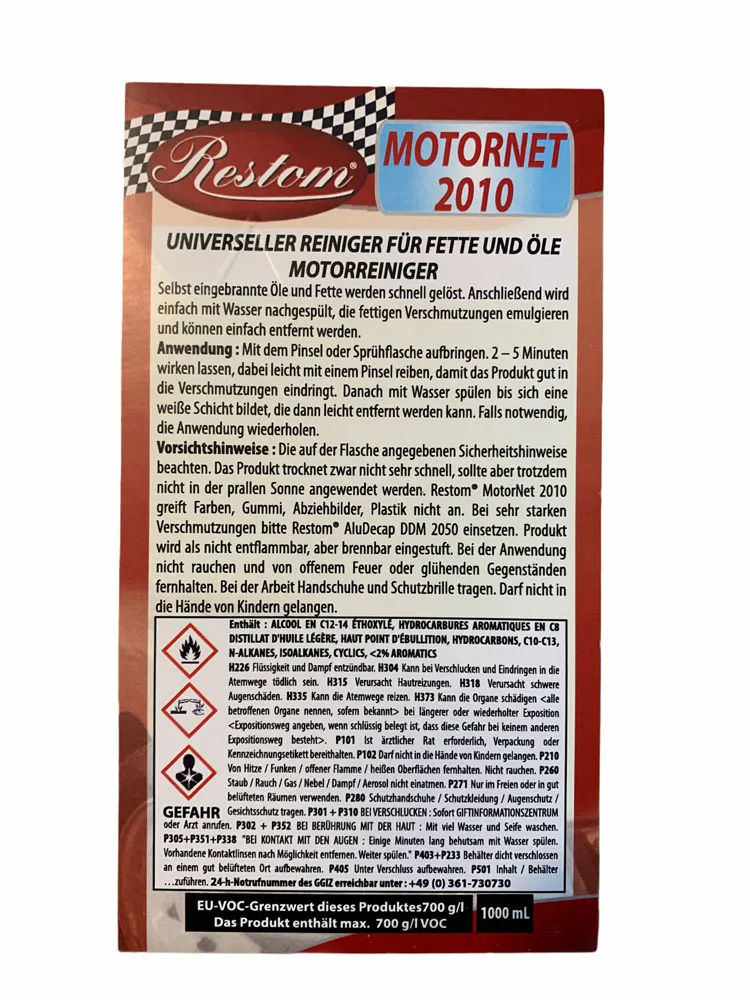 Restom®
MOTORNET
2010
UNIVERSELLER REINIGER FÜR FETTE UND ÖLE
MOTORREINIGER
Selbst eingebrannte Öle und Fette werden schnell gelöst. Anschließend wird
einfach mit Wasser nachgespült, die fettigen Verschmutzungen emulgieren
und können einfach entfernt werden.
Anwendung : Mit dem Pinsel oder Sprühflasche aufbringen. 2 – 5 Minuten
wirken lassen, dabei leicht mit einem Pinsel reiben, damit das Produkt gut in
die Verschmutzungen eindringt. Danach mit Wasser spülen bis sich eine
weiße Schicht bildet, die dann leicht entfernt werden kann. Falls notwendig,
die Anwendung wiederholen.
Vorsichtshinweise : Die auf der Flasche angegebenen Sicherheitshinweise
beachten. Das Produkt trocknet zwar nicht sehr schnell, sollte aber trotzdem
nicht in der prallen Sonne angewendet werden. Restom® MotorNet 2010
greift Farben, Gummi, Abziehbilder, Plastik nicht an. Bei sehr starken
Verschmutzungen bitte Restom® AluDecap DDM 2050 einsetzen. Produkt
wird als nicht entflammbar, aber brennbar eingestuft. Bei der Anwendung
nicht rauchen und von offenem Feuer oder glühenden Gegenständen
fernhalten. Bei der Arbeit Handschuhe und Schutzbrille tragen. Darf nicht in
die Hände von Kindern gelangen.
Enthält : ALCOOL EN C12-14 ÉTHOXYLÉ, HYDROCARBURES AROMATIQUES EN C8
DISTILLAT D'HUILE LÉGÈRE, HAUT POINT D'ÉBULLITION, HYDROCARBONS, C10-C13,
N-ALKANES, ISOALKANES, CYCLICS, <2% AROMATICS
H226 Flüssigkeit und Dampf entzündbar. H304 Kann bei Verschlucken und Eindringen in die
Atemwege tödlich sein. H315 Verursacht Hautreizungen. H318 Verursacht schwere
Augenschäden. H335 Kann die Atemwege reizen. H373 Kann die Organe schädigen <alle
betroffenen Organe nennen, sofern bekannt> bei längerer oder wiederholter Exposition
<Expositionsweg angeben, wenn schlüssig belegt ist, dass diese Gefahr bei keinem anderen
Expositionsweg besteht>. P101 Ist ärztlicher Rat erforderlich, Verpackung oder
Kennzeichnungsetikett bereithalten. P102 Darf nicht in die Hände von Kindern gelangen. P210
Von Hitze / Funken / offener Flamme / heißen Oberflächen fernhalten. Nicht rauchen. P260
Staub / Rauch / Gas / Nebel / Dampf / Aerosol nicht einatmen. P271 Nur im Freien oder in gut
belüfteten Räumen verwenden. P280 Schutzhandschuhe / Schutzkleidung / Augenschutz /
GEFAHR Gesichtsschutz tragen. P301 + P310 BEI VERSCHLUCKEN : Sofort GIFTINFORMATIONSZENTRUM
oder Arzt anrufen. P302 + P352 BEI BERÜHRUNG MIT DER HAUT : Mit viel Wasser und Seife waschen.
P305+P351+P338 "BEI KONTAKT MIT DEN AUGEN : Einige Minuten lang behutsam mit Wasser spülen.
Vorhandene Kontaktlinsen nach Möglichkeit entfernen. Weiter spülen." P403+P233 Behälter dicht verschlossen
an einem gut belüfteten Ort aufbewahren. P405 Unter Verschluss aufbewahren. P501 Inhalt / Behälter
...zuführen. 24-h-Notrufnummer des GGIZ erreichbar unter : +49 (0) 361-730730
EU-VOC-Grenzwert dieses Produktes700 g/l
Das Produkt enthält max. 700 g/l VOC
1000 mL